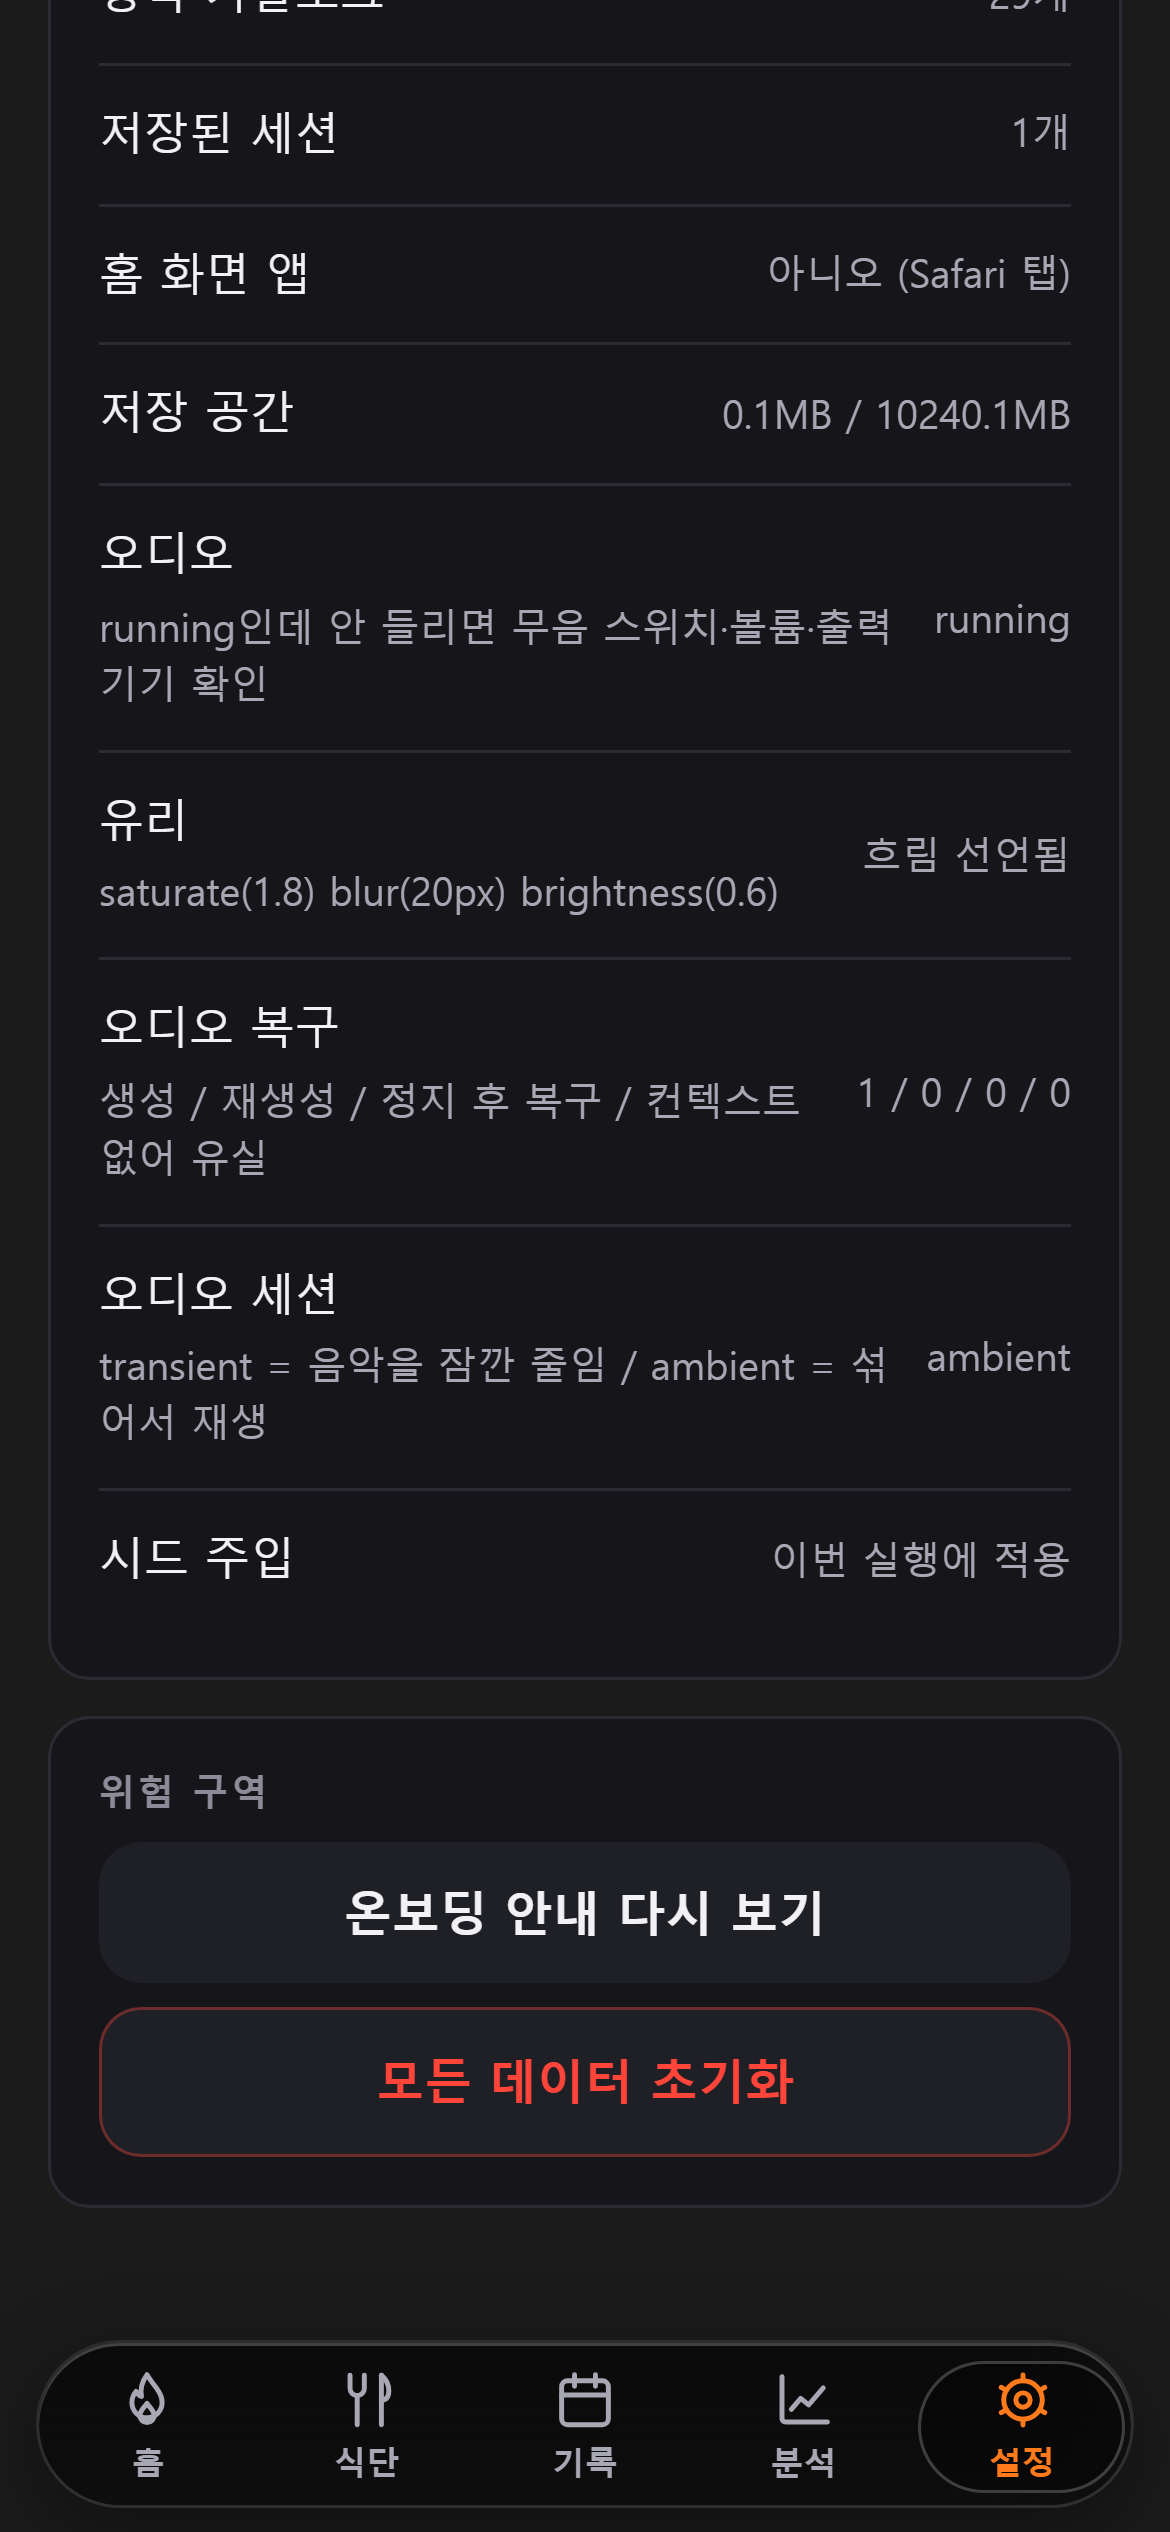 저장된 세션
1개
홈 화면 앱
아니오 (Safari 탭)
저장 공간
0.1MB / 10240.1MB
오디오
running인데 안 들리면 무음 스위치·볼륨·출력
기기 확인
running
유리
saturate(1.8) blur(20px) brightness(0.6)
흐림 선언됨
오디오 복구
생성 / 재생성 / 정지 후 복구 / 컨텍스트
없어 유실
1 / 0 / 0 / 0
오디오 세션
transient = 음악을 잠깐 줄임 / ambient = 섞
어서 재생
ambient
시드 주입
이번 실행에 적용
위험 구역
온보딩 안내 다시 보기
모든 데이터 초기화
홈
식단
기록
분석
설정